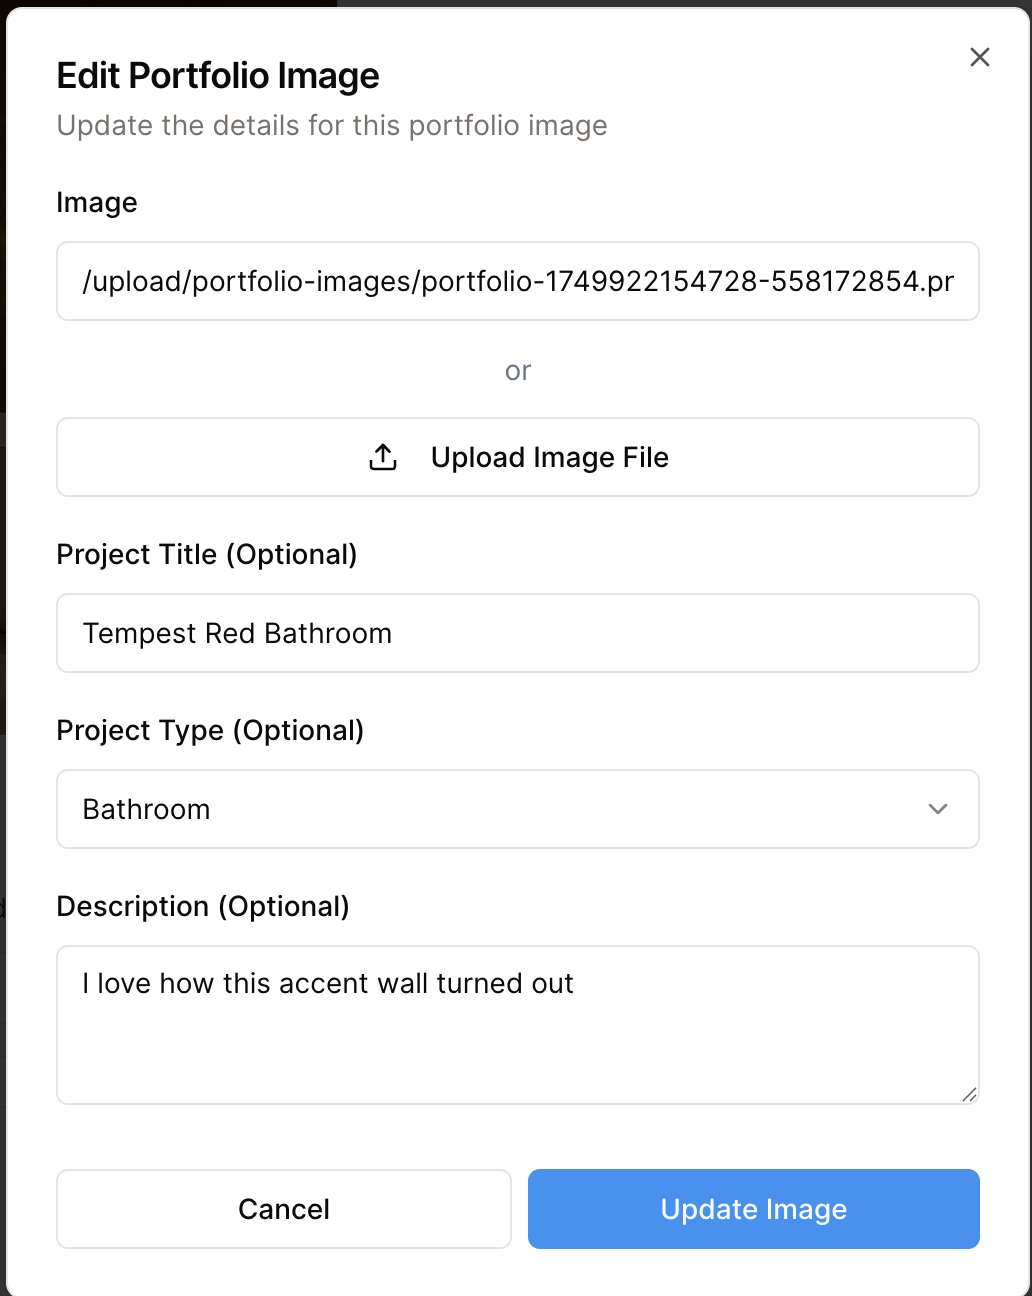 Edit Portfolio Image
Update the details for this portfolio image
Image
/upload/portfolio-images/portfolio-1749922154728-558172854.pr
or
Upload Image File
Project Title (Optional)
Tempest Red Bathroom
Project Type (Optional)
Bathroom
Description (Optional)
I love how this accent wall turned out
Cancel
Update Image